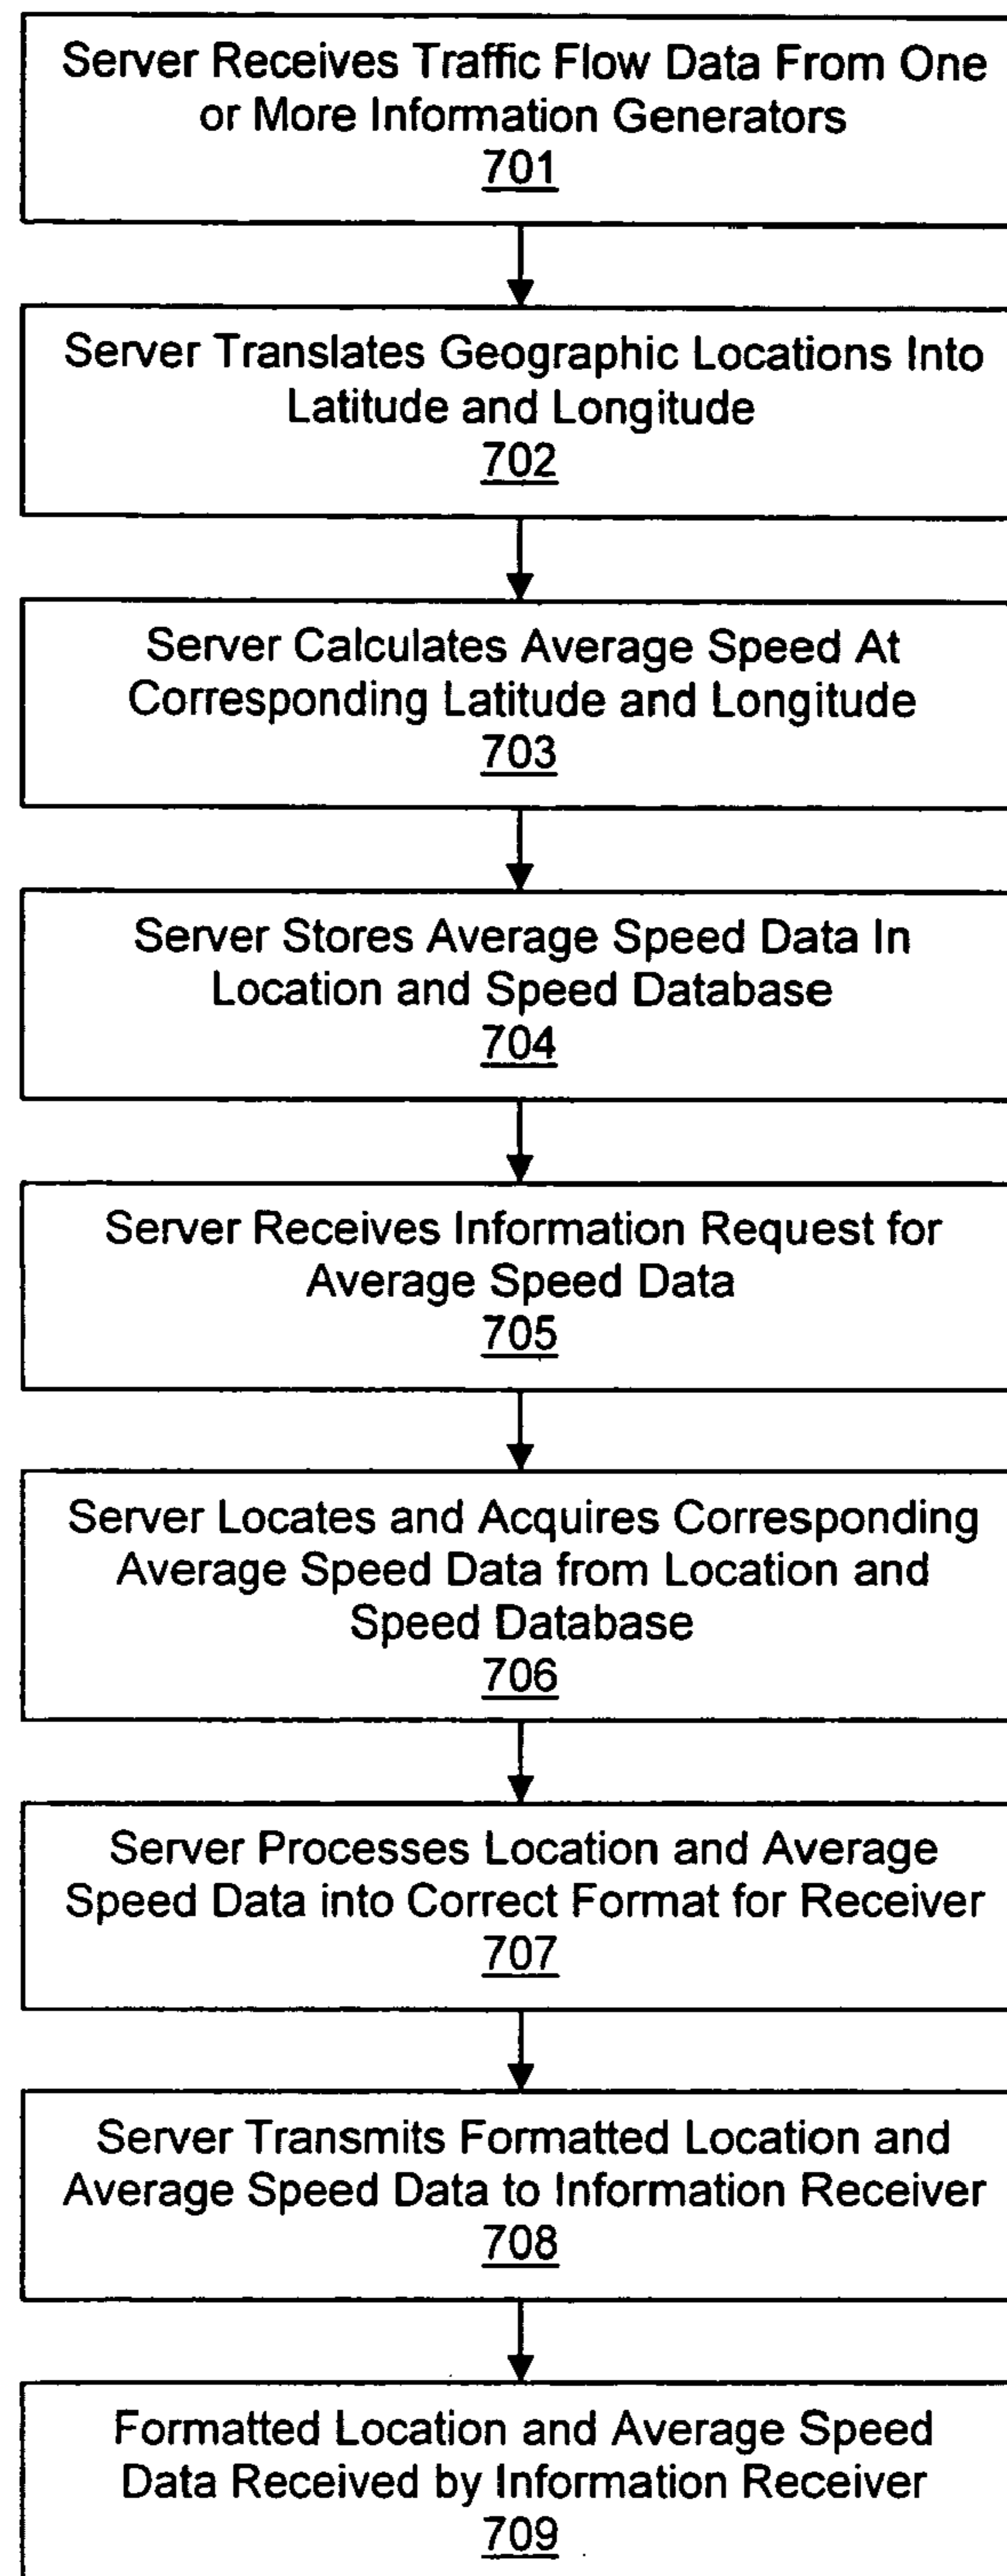 Server Receives Traffic Flow Data From One
or More Information Generators
701
Server Translates Geographic Locations Into
Latitude and Longitude
702
Server Calculates Average Speed At
Corresponding Latitude and Longitude
703
Server Stores Average Speed Data In
Location and Speed Database
704
Server Receives Information Request for
Average Speed Data
705
Server Locates and Acquires Corresponding
Average Speed Data from Location and
Speed Database
706
Server Processes Location and Average
Speed Data into Correct Format for Receiver
707
Server Transmits Formatted Location and
Average Speed Data to Information Receiver
708
Formatted Location and Average Speed
Data Received by Information Receiver
709